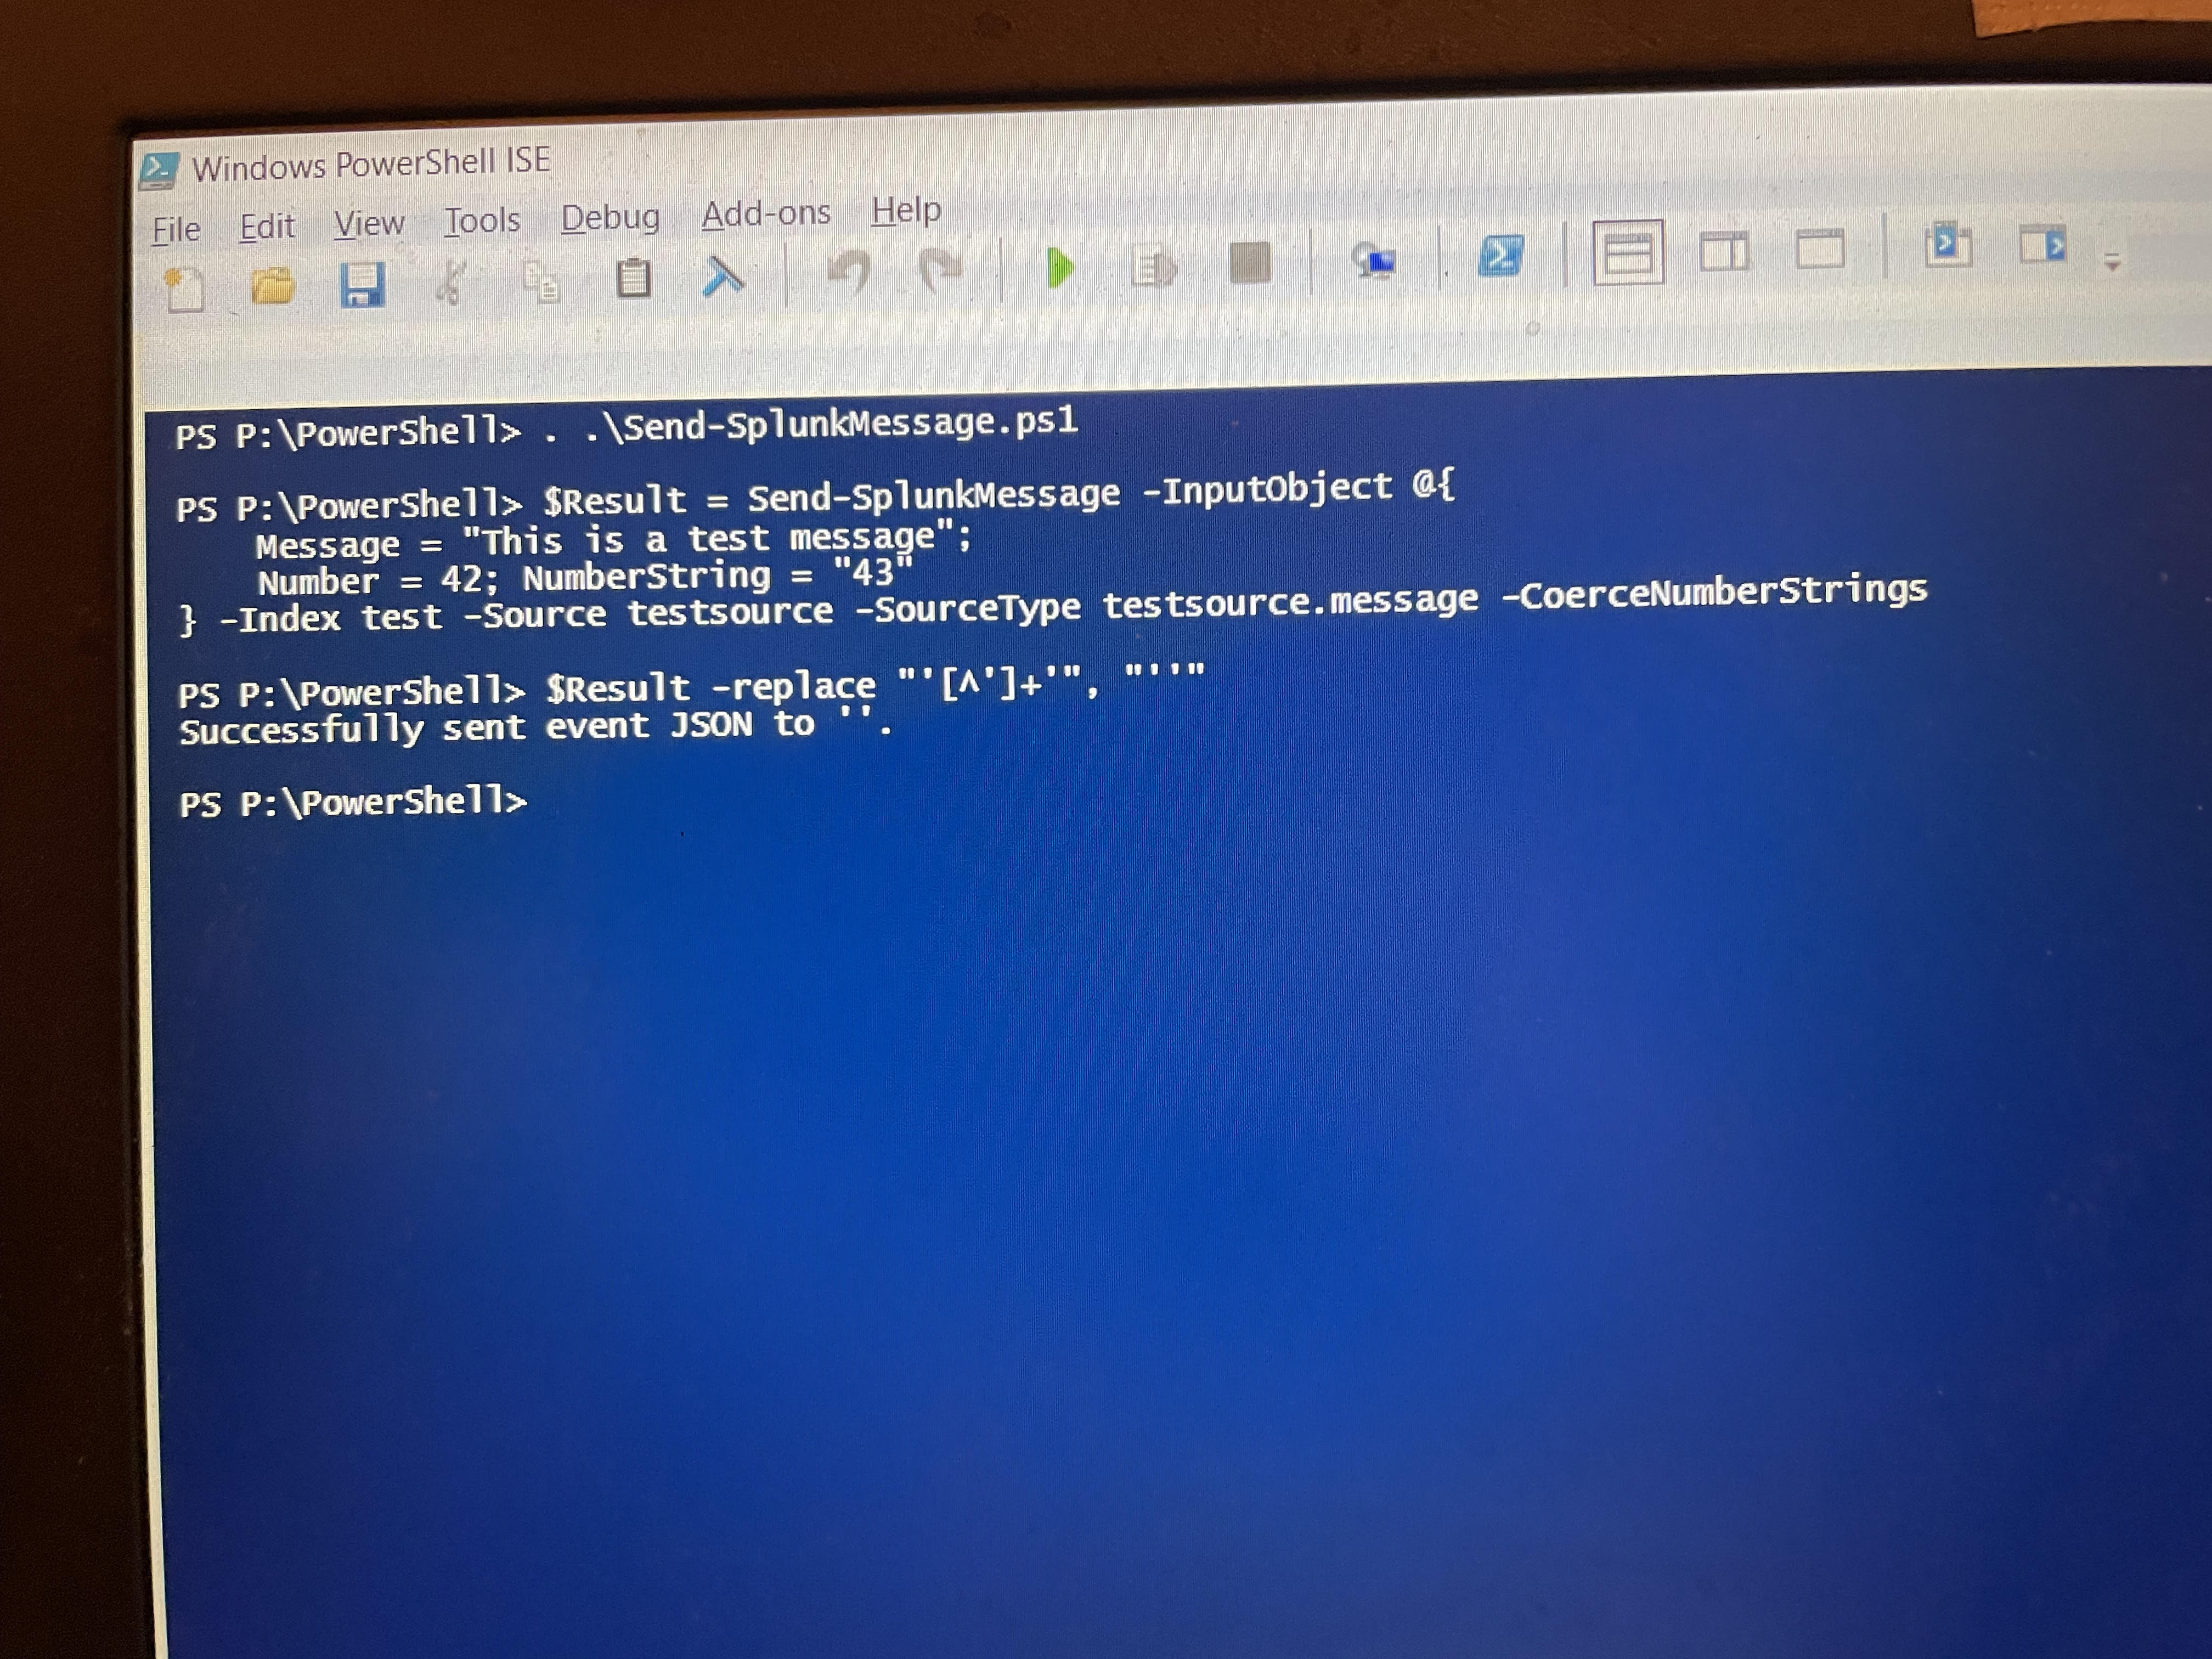 Windows PowerShell ISE
File Edit View Tools Debug Add-ons Help
PS P:\PowerShell> . .\Send-SplunkMessage.ps1
PS P:\PowerShell> $Result = Send-SplunkMessage -InputObject @{
    Message = "This is a test message";
    Number = 42; NumberString = "43"
} -Index test -Source testsource -SourceType testsource.message -CoerceNumberStrings
PS P:\PowerShell> $Result -replace "'[^']+'", "''"
Successfully sent event JSON to ''.
PS P:\PowerShell>